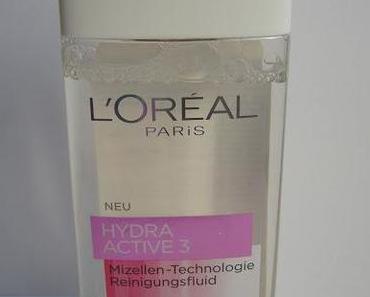 L'ORÉAL
PARIS
NEU
HYDRA
ACTIVE 3
Mizellen-Technologie
Reinigungsfluid